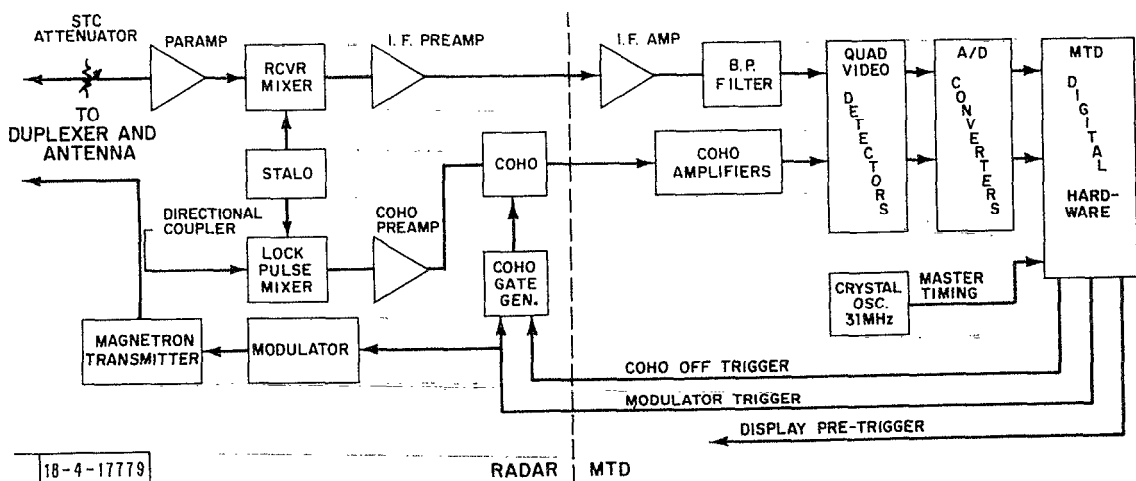 STC
ATTENUATOR
PARAMP
RCVR
MIXER
I.F. PREAMP
I.F. AMP
B.P.
FILTER
QUAD
VIDEO
DETECTORS
A/D
CONVERTERS
MTD
DIGITAL
HARD-
WARE
TO
DUPLEXER AND
ANTENNA
STALO
COHO
COHO
AMPLIFIERS
DIRECTIONAL
COUPLER
LOCK
PULSE
MIXER
COHO
PREAMP
COHO
GATE
GEN.
CRYSTAL
OSC.
31MHz
MASTER
TIMING
MAGNETRON
TRANSMITTER
MODULATOR
COHO OFF TRIGGER
MODULATOR TRIGGER
DISPLAY PRE-TRIGGER
18-4-17779
RADAR
MTD